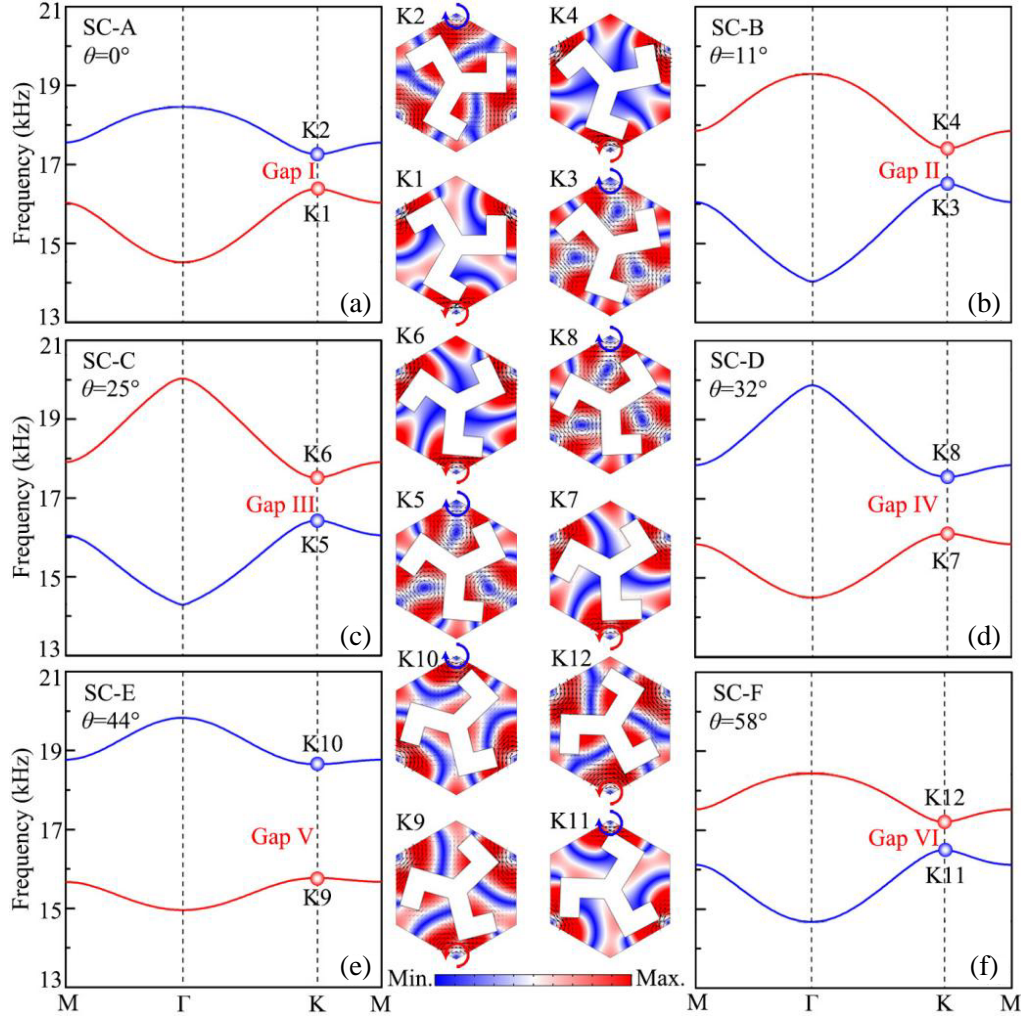 21
SC-A
θ=0°
19
K2
17
Gap I
K1
15
13
Frequency (kHz)
(a)
K2
K4
K1
K3
SC-B
θ=11°
K4
Gap II
K3
(b)
21
SC-C
θ=25°
19
K6
17
Gap III
K5
15
13
Frequency (kHz)
(c)
K6
K8
K5
K7
SC-D
θ=32°
K8
Gap IV
K7
(d)
21
SC-E
θ=44°
19
K10
17
Gap V
K9
15
13
Frequency (kHz)
(e)
M Γ K M
K10
K12
K9
K11
Min. Max.
SC-F
θ=58°
K12
Gap VI
K11
(f)
M Γ K M